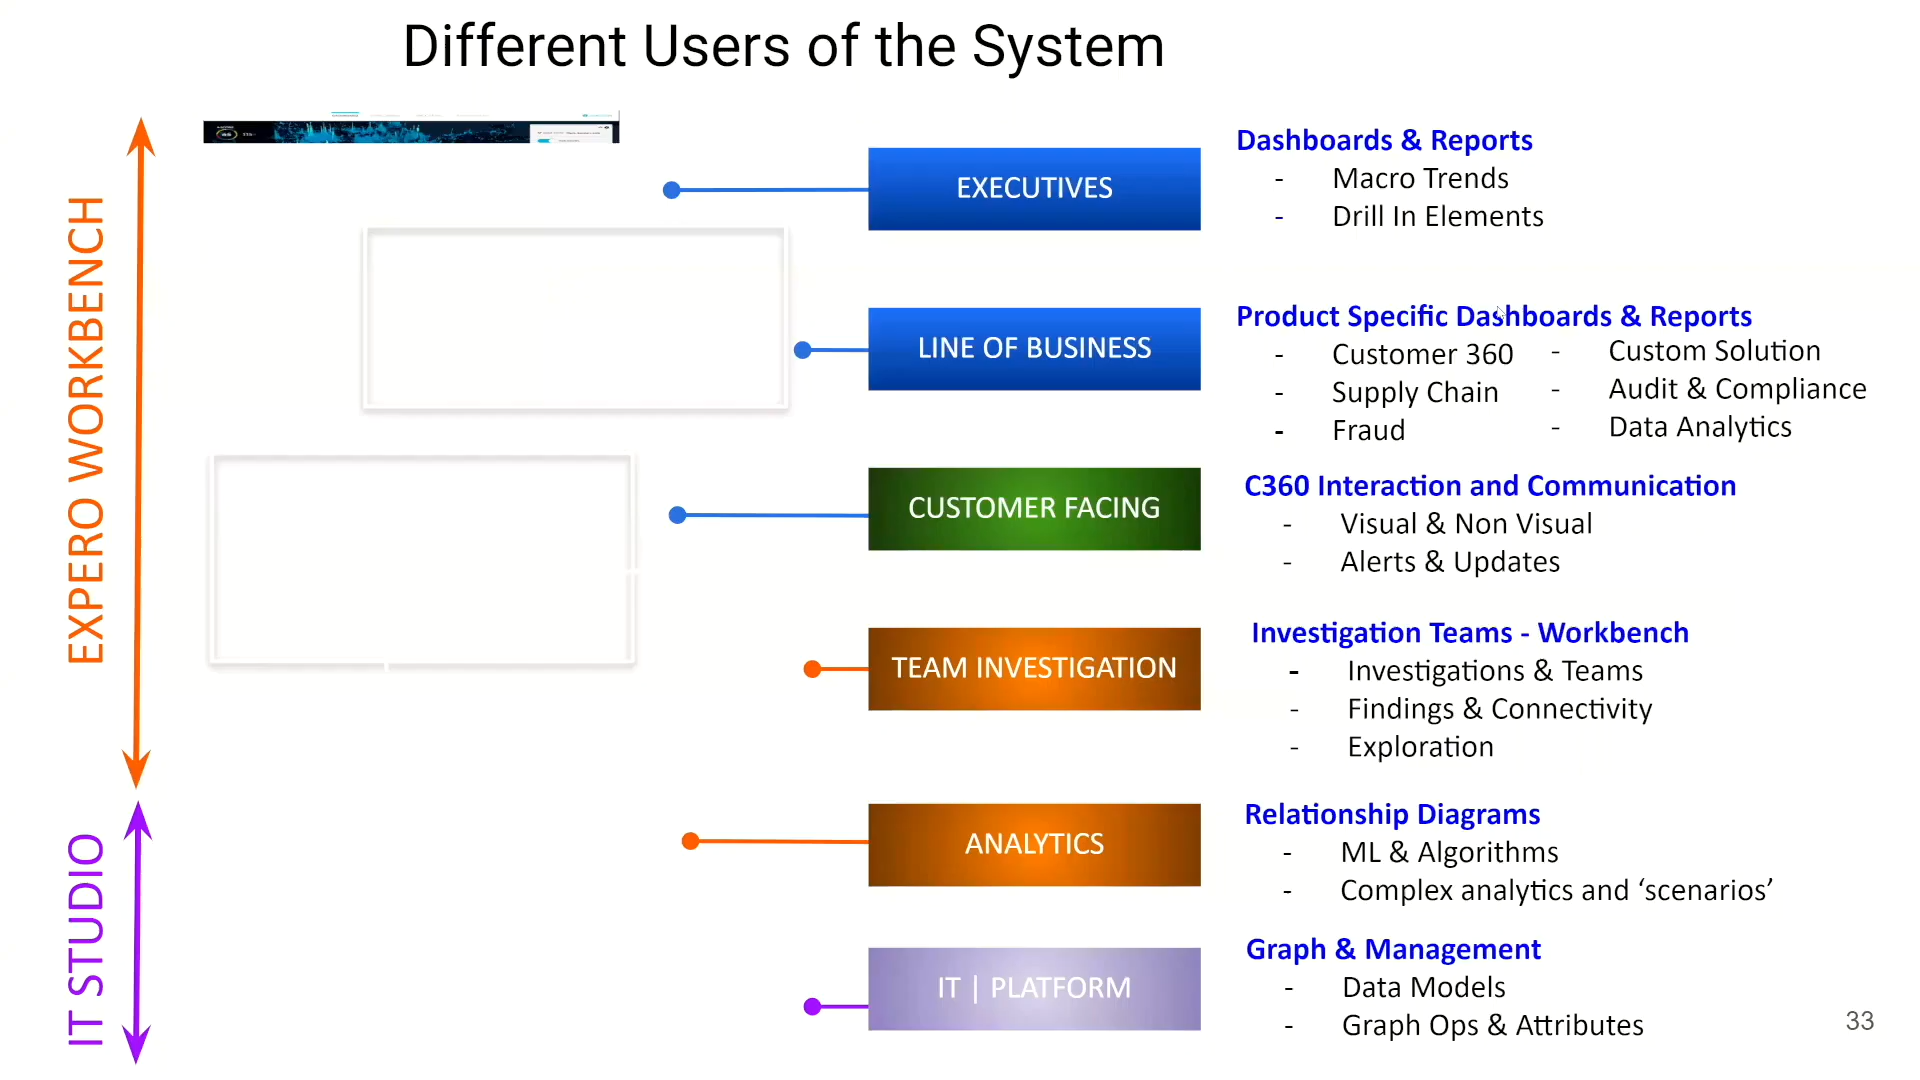 Different Users of the System
EXPERO WORKBENCH
IT STUDIO
EXECUTIVES
Dashboards & Reports
- Macro Trends
- Drill In Elements
LINE OF BUSINESS
Product Specific Dashboards & Reports
- Customer 360
- Supply Chain
- Fraud
- Custom Solution
- Audit & Compliance
- Data Analytics
CUSTOMER FACING
C360 Interaction and Communication
- Visual & Non Visual
- Alerts & Updates
TEAM INVESTIGATION
Investigation Teams - Workbench
- Investigations & Teams
- Findings & Connectivity
- Exploration
ANALYTICS
Relationship Diagrams
- ML & Algorithms
- Complex analytics and ‘scenarios’
IT | PLATFORM
Graph & Management
- Data Models
- Graph Ops & Attributes
33